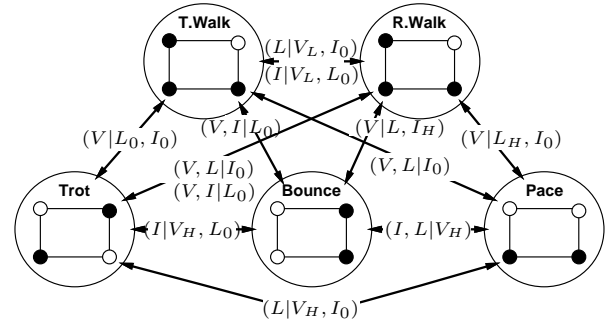 T.Walk
R.Walk
(L|V_L, I_0)
(I|V_L, L_0)
(V|L_0, I_0)
(V, I|L_0)
(V|L, I_H)
(V|L_H, I_0)
(V, L|I_0)
(V, I|L_0)
(V, L|I_0)
Trot
Bounce
Pace
(I|V_H, L_0)
(I, L|V_H)
(L|V_H, I_0)